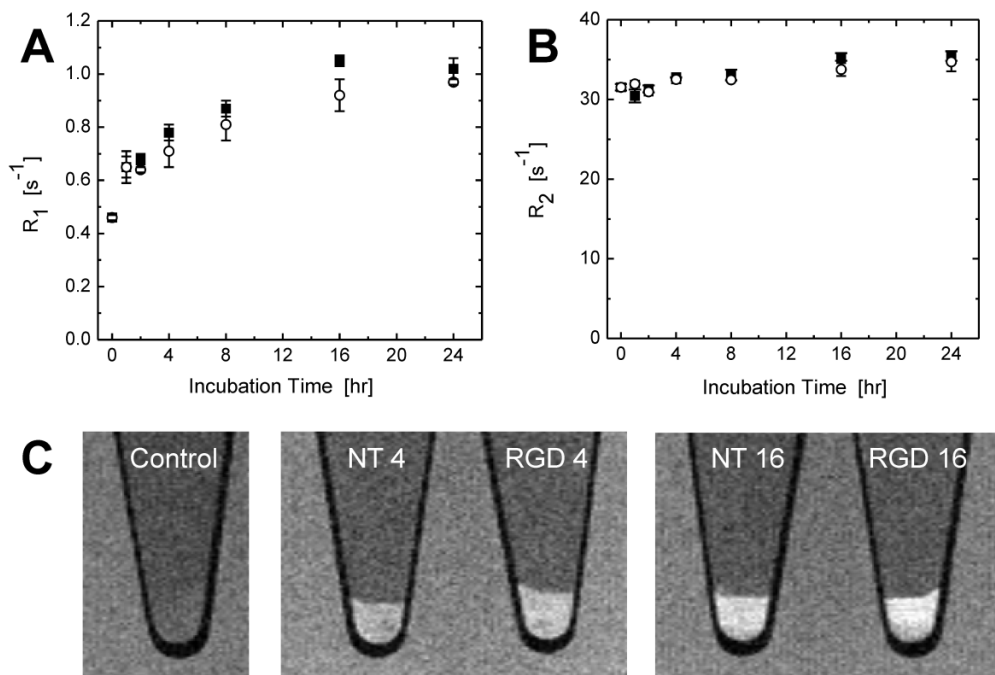 A
1.2
1.0
0.8
0.6
0.4
0.2
0.0
R1 [s-1]
0 4 8 12 16 20 24
Incubation Time [hr]
B
40
30
20
10
0
R2 [s-1]
0 4 8 12 16 20 24
Incubation Time [hr]
C
Control
NT 4
RGD 4
NT 16
RGD 16